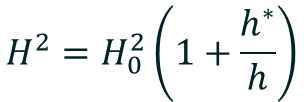 H² = H₀² (1 + h*/h)